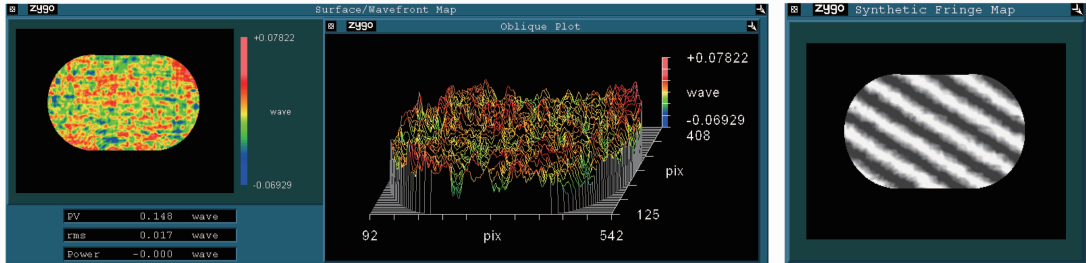 zygo
Surface/Wavefront Map
+0.07822
wave
-0.06929
PV 0.148 wave
rms 0.017 wave
Power -0.000 wave
zygo
Oblique Plot
+0.07822
wave
-0.06929
408
pix
125
92
pix
542
zygo
Synthetic Fringe Map